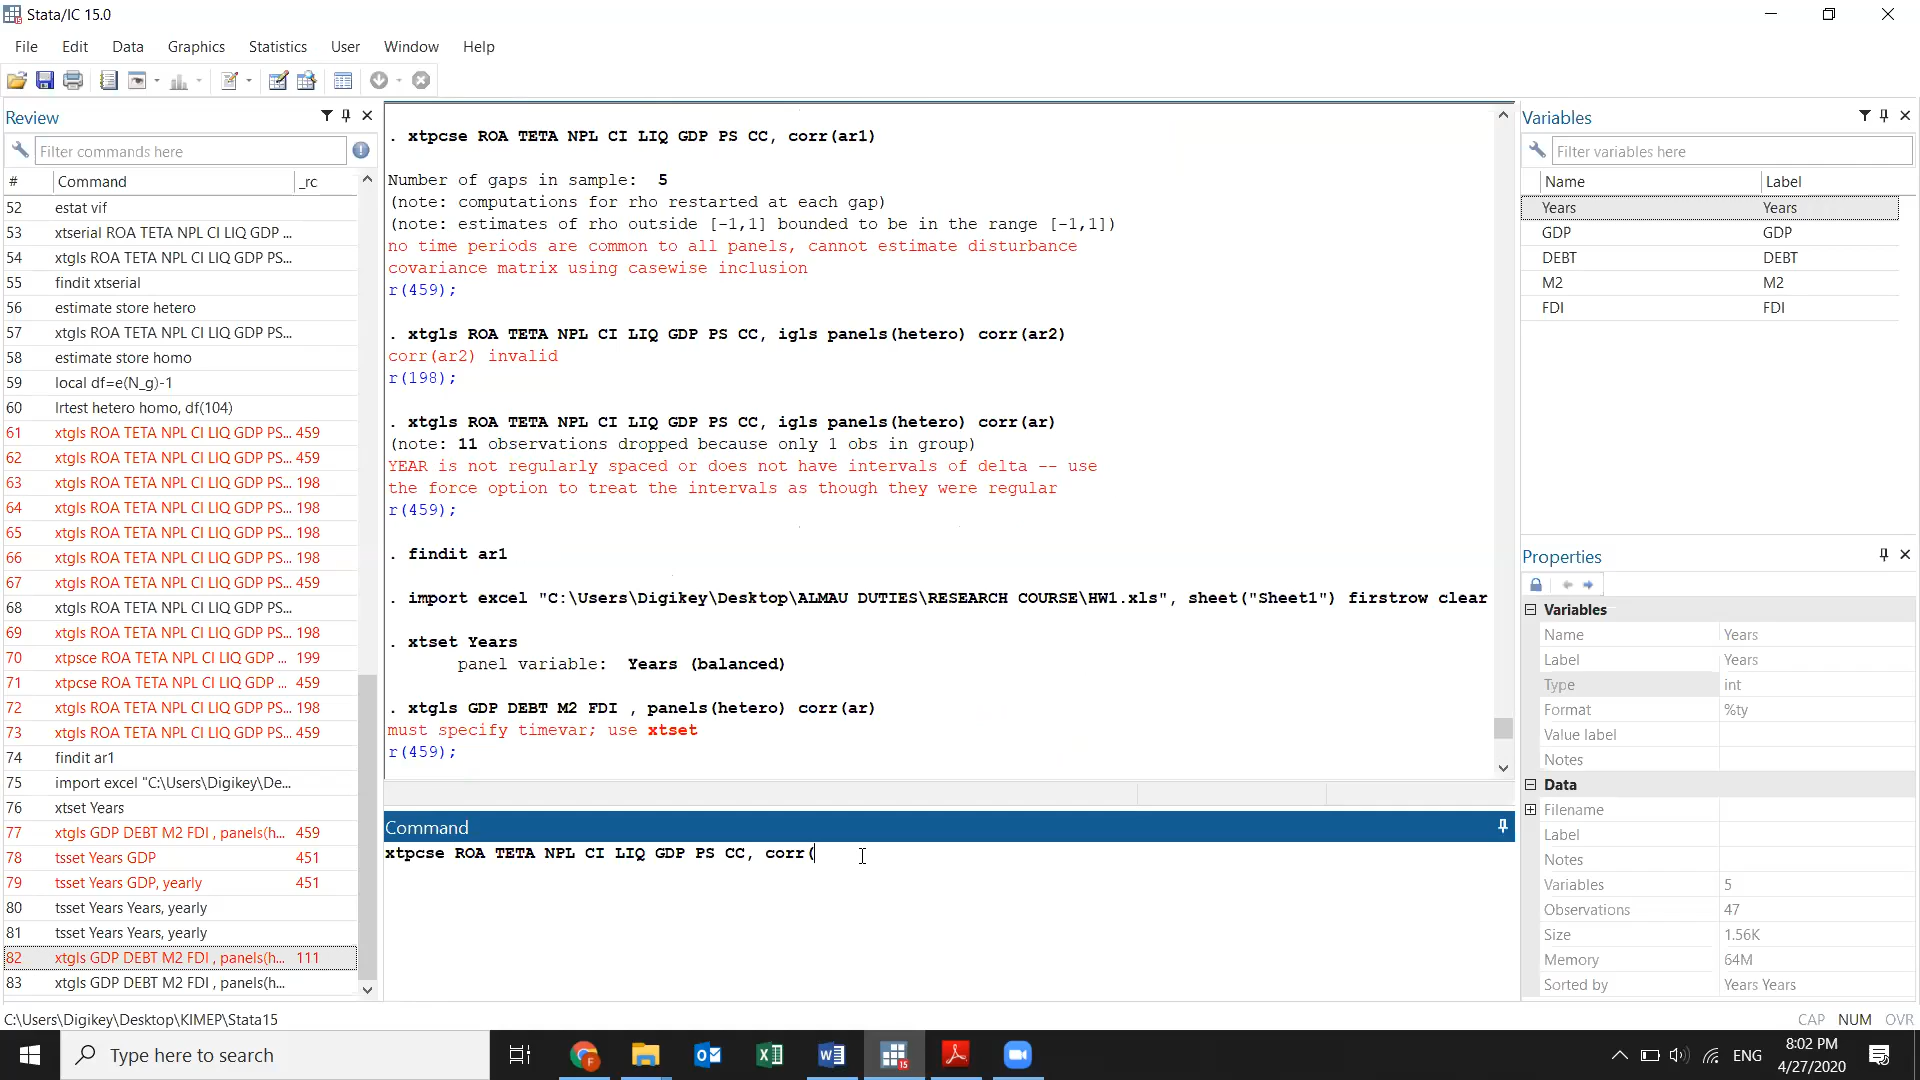 Stata/IC 15.0
File Edit Data Graphics Statistics User Window Help
Review
Filter commands here
# Command _rc
52 estat vif
53 xtserial ROA TETA NPL CI LIQ GDP ...
54 xtgls ROA TETA NPL CI LIQ GDP PS...
55 findit xtserial
56 estimate store hetero
57 xtgls ROA TETA NPL CI LIQ GDP PS...
58 estimate store homo
59 local df=e(N_g)-1
60 lrtest hetero homo, df(104)
61 xtgls ROA TETA NPL CI LIQ GDP PS... 459
62 xtgls ROA TETA NPL CI LIQ GDP PS... 459
63 xtgls ROA TETA NPL CI LIQ GDP PS... 198
64 xtgls ROA TETA NPL CI LIQ GDP PS... 198
65 xtgls ROA TETA NPL CI LIQ GDP PS... 198
66 xtgls ROA TETA NPL CI LIQ GDP PS... 198
67 xtgls ROA TETA NPL CI LIQ GDP PS... 459
68 xtgls ROA TETA NPL CI LIQ GDP PS...
69 xtgls ROA TETA NPL CI LIQ GDP PS... 198
70 xtpsce ROA TETA NPL CI LIQ GDP ... 199
71 xtpcse ROA TETA NPL CI LIQ GDP ... 459
72 xtgls ROA TETA NPL CI LIQ GDP PS... 198
73 xtgls ROA TETA NPL CI LIQ GDP PS... 459
74 findit ar1
75 import excel "C:\Users\Digikey\De...
76 xtset Years
77 xtgls GDP DEBT M2 FDI , panels(h... 459
78 tsset Years GDP 451
79 tsset Years GDP, yearly 451
80 tsset Years Years, yearly
81 tsset Years Years, yearly
82 xtgls GDP DEBT M2 FDI , panels(h... 111
83 xtgls GDP DEBT M2 FDI , panels(h...
. xtpcse ROA TETA NPL CI LIQ GDP PS CC, corr(ar1)
Number of gaps in sample: 5
(note: computations for rho restarted at each gap)
(note: estimates of rho outside [-1,1] bounded to be in the range [-1,1])
no time periods are common to all panels, cannot estimate disturbance
covariance matrix using casewise inclusion
r(459);
. xtgls ROA TETA NPL CI LIQ GDP PS CC, igls panels(hetero) corr(ar2)
corr(ar2) invalid
r(198);
. xtgls ROA TETA NPL CI LIQ GDP PS CC, igls panels(hetero) corr(ar)
(note: 11 observations dropped because only 1 obs in group)
YEAR is not regularly spaced or does not have intervals of delta -- use
the force option to treat the intervals as though they were regular
r(459);
. findit ar1
. import excel "C:\Users\Digikey\Desktop\ALMAU DUTIES\RESEARCH COURSE\HW1.xls", sheet("Sheet1") firstrow clear
. xtset Years
panel variable: Years (balanced)
. xtgls GDP DEBT M2 FDI , panels(hetero) corr(ar)
must specify timevar; use xtset
r(459);
Command
xtpcse ROA TETA NPL CI LIQ GDP PS CC, corr(
Variables
Filter variables here
Name Label
Years Years
GDP GDP
DEBT DEBT
M2 M2
FDI FDI
Properties
Variables
Name Years
Label Years
Type int
Format %ty
Value label
Notes
Data
Filename
Label
Notes
Variables 5
Observations 47
Size 1.56K
Memory 64M
Sorted by Years Years
C:\Users\Digikey\Desktop\KIMEP\Stata15
CAP NUM OVR
Type here to search
ENG
8:02 PM
4/27/2020